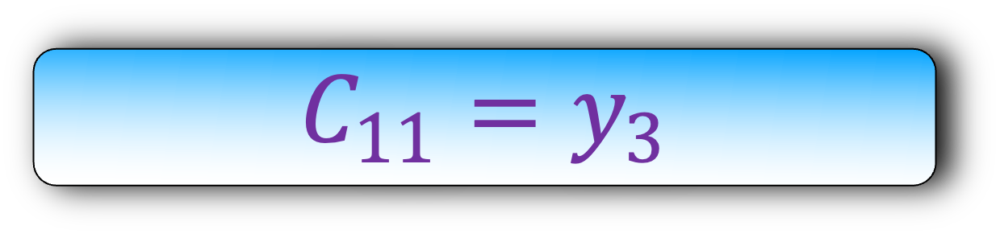 C₁₁ = y₃